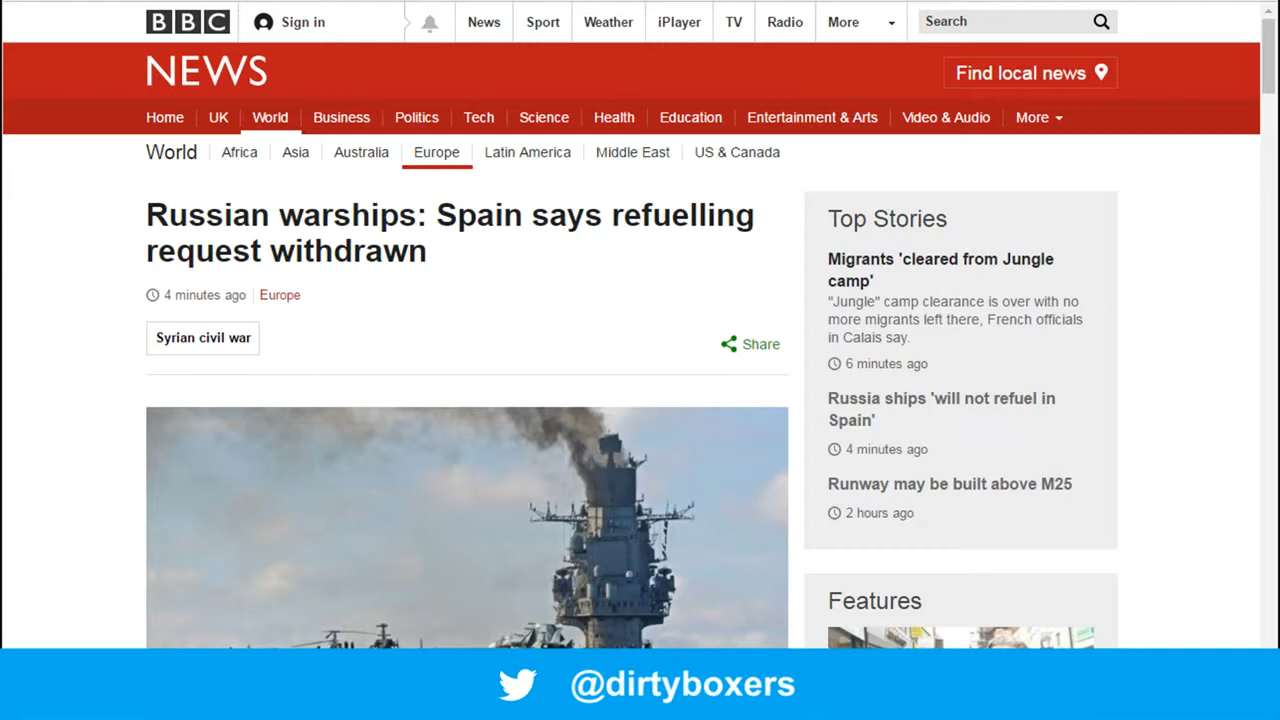 BBC Sign in News Sport Weather iPlayer TV Radio More Search
NEWS
Find local news
Home UK World Business Politics Tech Science Health Education Entertainment & Arts Video & Audio More
World Africa Asia Australia Europe Latin America Middle East US & Canada
Russian warships: Spain says refuelling
request withdrawn
4 minutes ago Europe
Syrian civil war
Share
Top Stories
Migrants 'cleared from Jungle
camp'
"Jungle" camp clearance is over with no
more migrants left there, French officials
in Calais say.
6 minutes ago
Russia ships 'will not refuel in
Spain'
4 minutes ago
Runway may be built above M25
2 hours ago
Features
@dirtyboxers